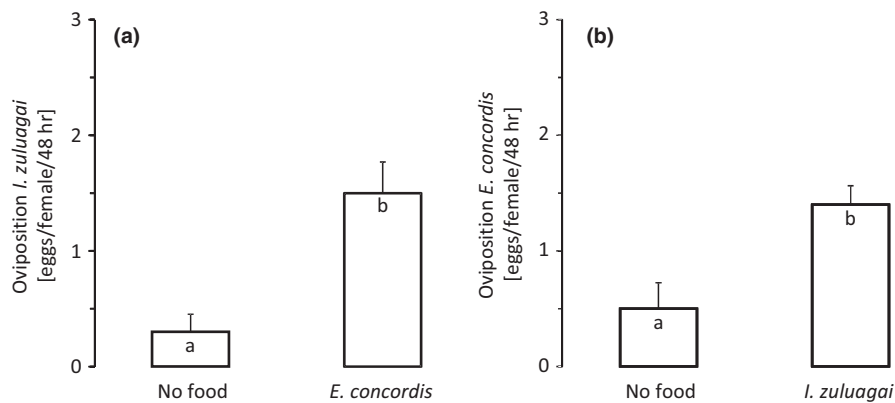 (a)
Oviposition I. zuluagai
[eggs/female/48 hr]
3
2
1
0
a
b
No food
E. concordis
(b)
Oviposition E. concordis
[eggs/female/48 hr]
3
2
1
0
a
b
No food
I. zuluagai